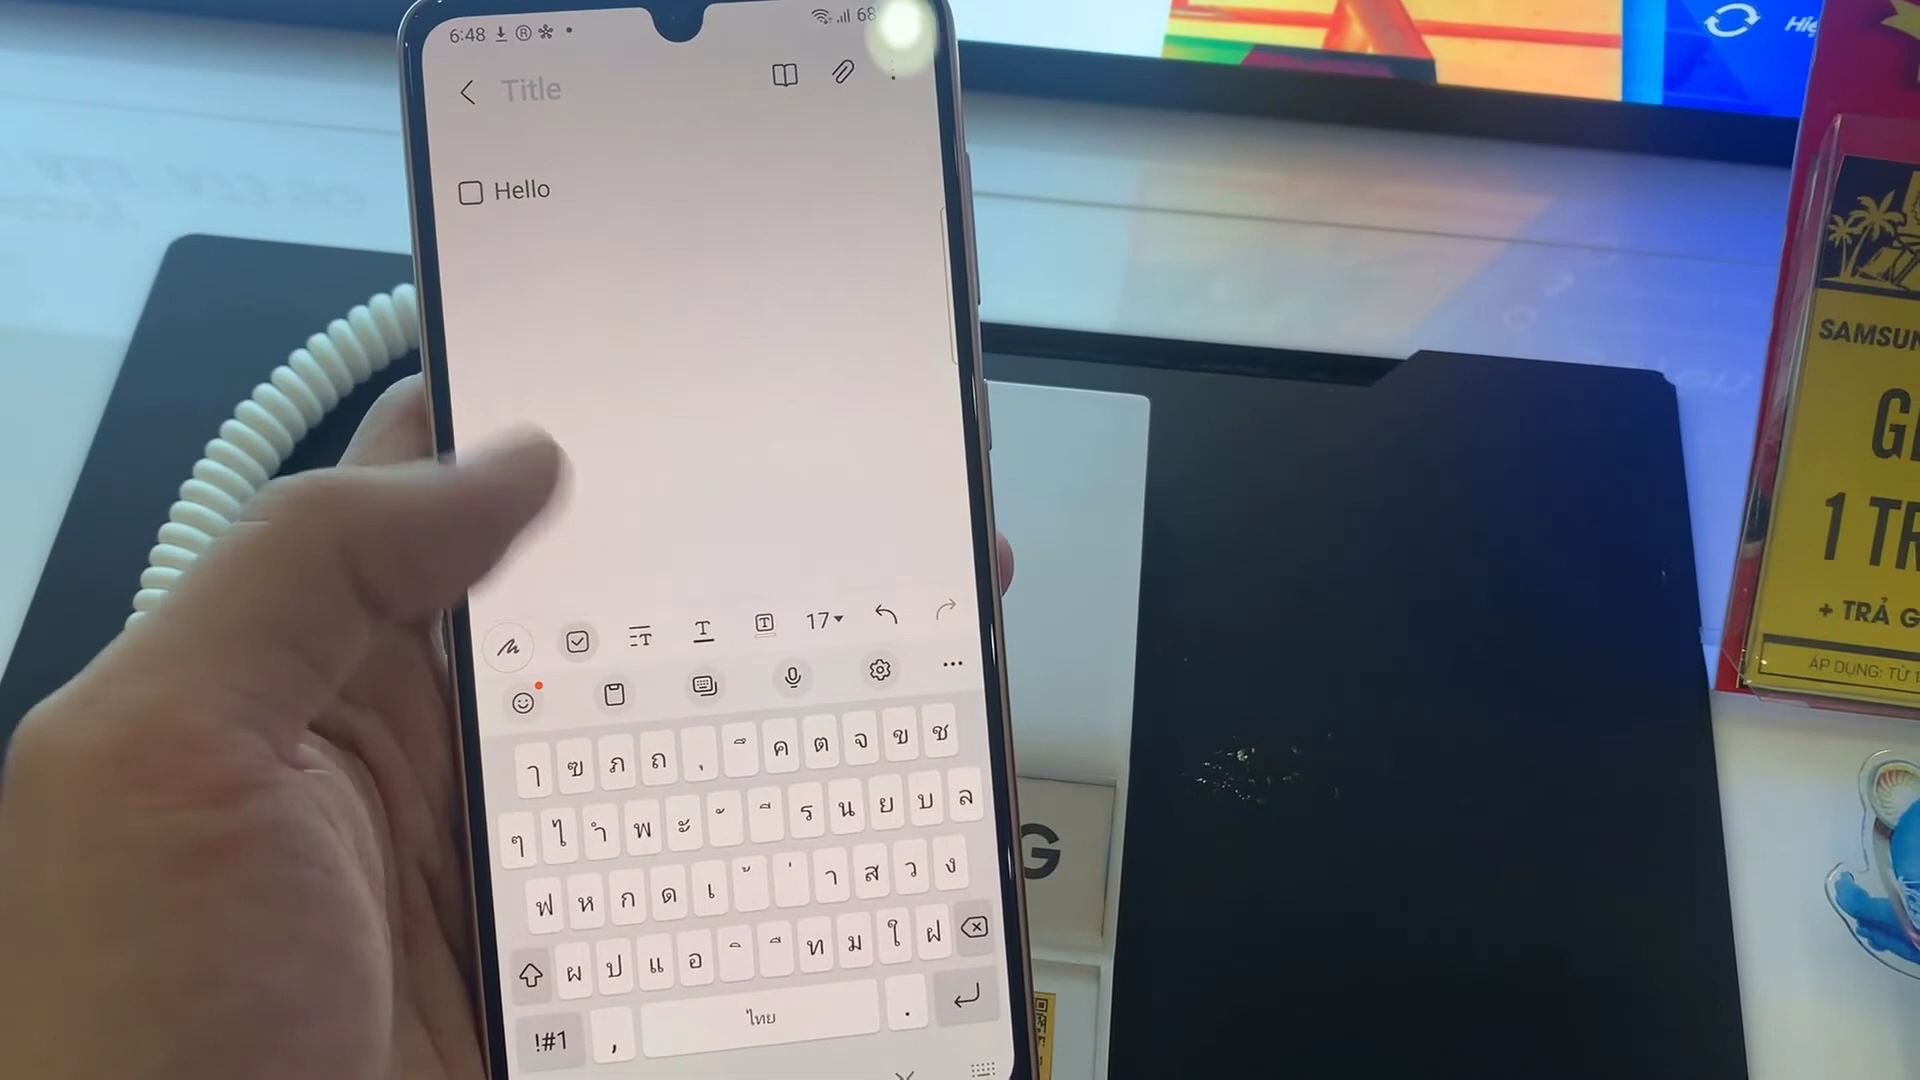 6:48
68
Title
Hello
17
า ฃ ภ ถ ุ ึ ค ต จ ข ช
ๆ ไ ำ พ ะ ั ี ร น ย บ ล
ฟ ห ก ด เ ้ ่ า ส ว ง
ผ ป แ อ ิ ื ท ม ใ ฝ
!#1 , ไทย .
G
SAMSUN
1 TR
+ TRẢ G
ÁP DỤNG: TỪ 1